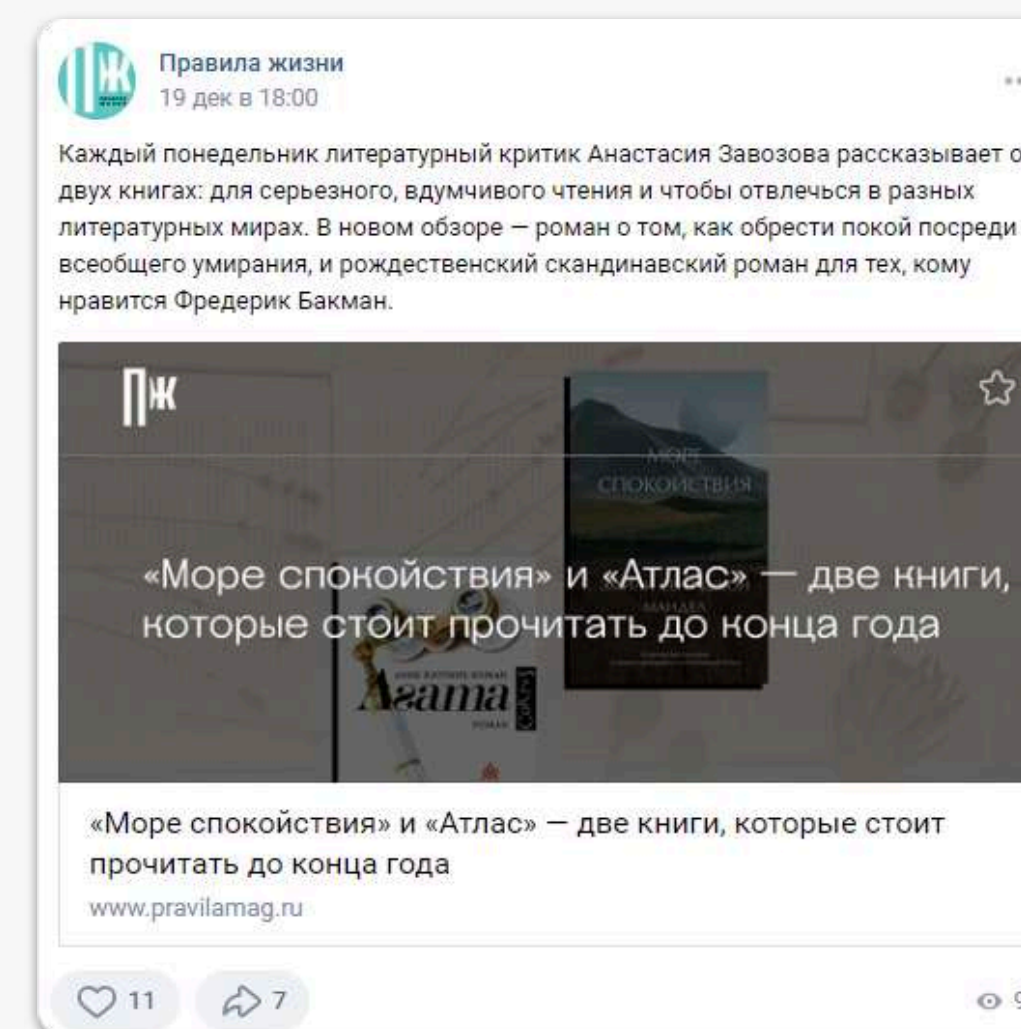 Правила жизни
19 дек в 18:00
Каждый понедельник литературный критик Анастасия Завозова рассказывает о
двух книгах: для серьезного, вдумчивого чтения и чтобы отвлечься в разных
литературных мирах. В новом обзоре — роман о том, как обрести покой посреди
всеобщего умирания, и рождественский скандинавский роман для тех, кому
нравится Фредерик Бакман.
ПЖ
МОРЕ
СПОКОЙСТВИЯ
«Море спокойствия» и «Атлас» — две книги,
МАНДЕЛ
которые стоит прочитать до конца года
Агата
РОМАН
CORPUS
«Море спокойствия» и «Атлас» — две книги, которые стоит
прочитать до конца года
www.pravilamag.ru
11
7